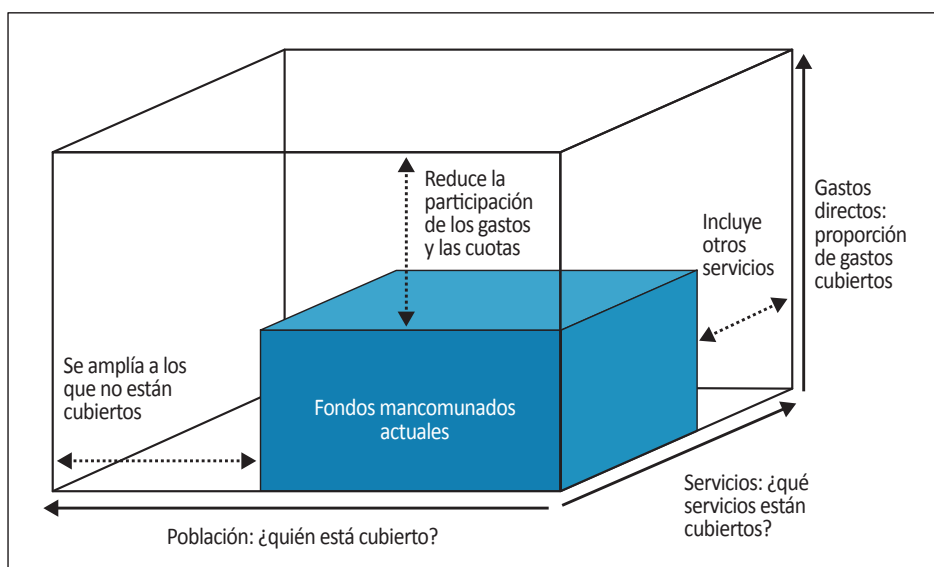 Reduce la
participación
de los gastos
y las cuotas
Incluye
otros
servicios
Gastos
directos:
proporción
de gastos
cubiertos
Se amplía a los
que no están
cubiertos
Fondos mancomunados
actuales
Servicios: ¿qué
servicios están
cubiertos?
Población: ¿quién está cubierto?